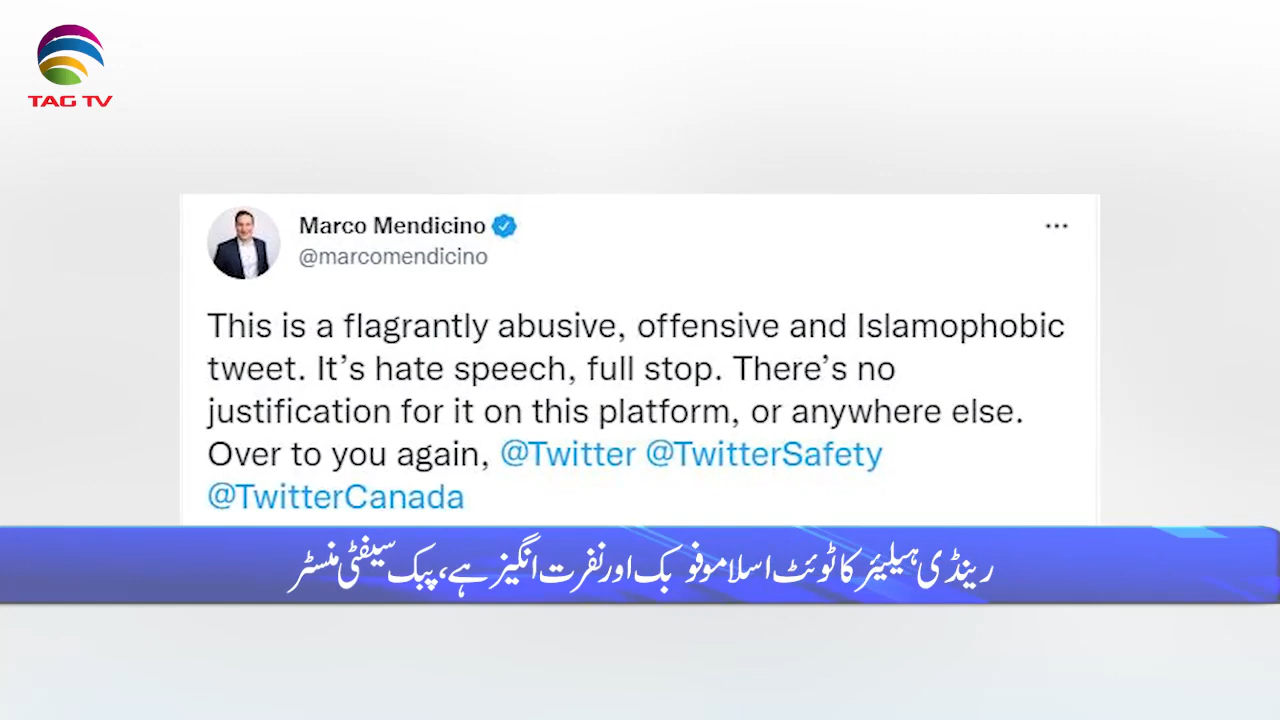 TAG TV
Marco Mendicino
@marcomendicino
This is a flagrantly abusive, offensive and Islamophobic
tweet. It’s hate speech, full stop. There’s no
justification for it on this platform, or anywhere else.
Over to you again, @Twitter @TwitterSafety
@TwitterCanada
رینڈی ہیلیئر کا ٹوئٹ اسلاموفوبک اور نفرت انگیز ہے، پبک سیفٹی منسٹر